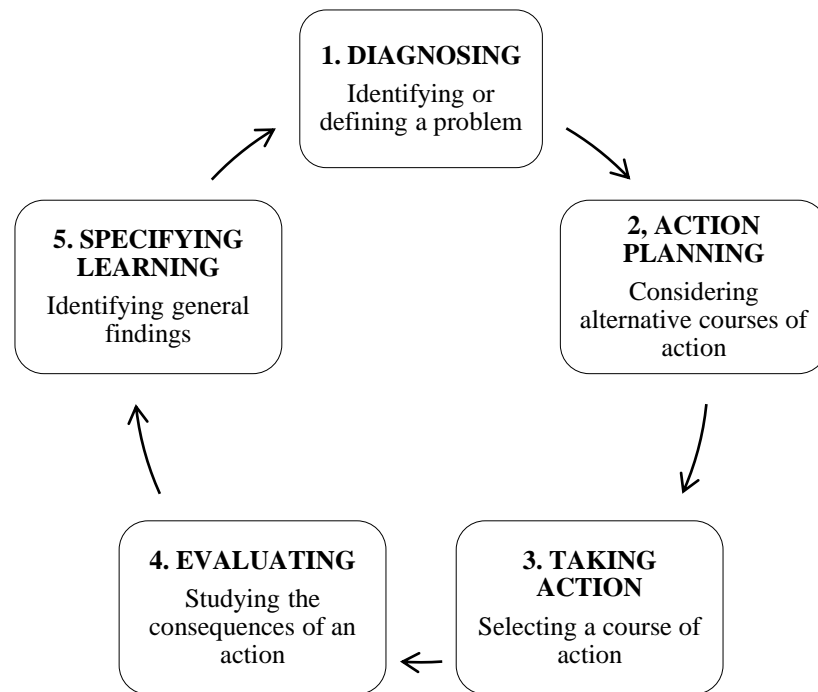 1. DIAGNOSING
Identifying or
defining a problem
2, ACTION
PLANNING
Considering
alternative courses of
action
3. TAKING
ACTION
Selecting a course of
action
4. EVALUATING
Studying the
consequences of an
action
5. SPECIFYING
LEARNING
Identifying general
findings